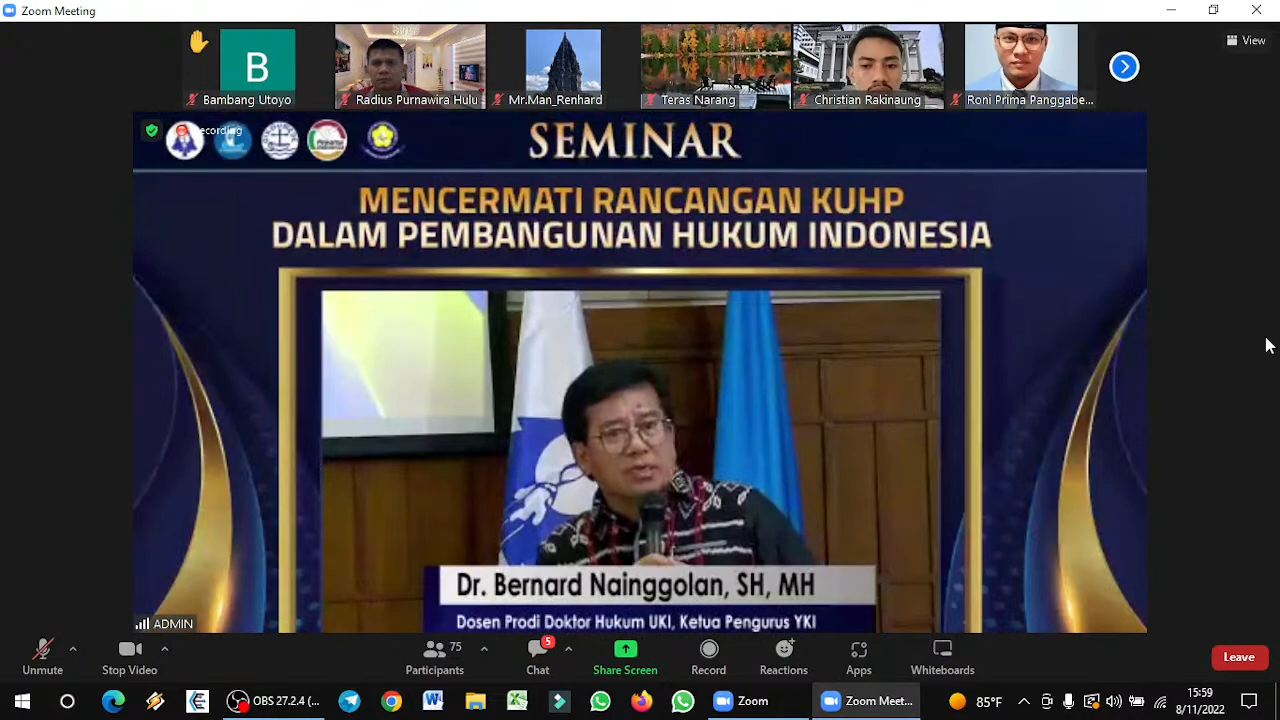 Zoom Meeting
View
B
Bambang Utoyo
Radius Purnawira Hulu
Mr.Man_Renhard
Teras Narang
Christian Rakinaung
Roni Prima Panggabe...
Recording
SEMINAR
MENCERMATI RANCANGAN KUHP
DALAM PEMBANGUNAN HUKUM INDONESIA
Dr. Bernard Nainggolan, SH, MH
Dosen Prodi Doktor Hukum UKI, Ketua Pengurus YKI
ADMIN
Unmute
Stop Video
75
Participants
5
Chat
Share Screen
Record
Reactions
Apps
Whiteboards
Leave
OBS 27.2.4 (...
Zoom
Zoom Meet...
85°F
15:59
8/11/2022